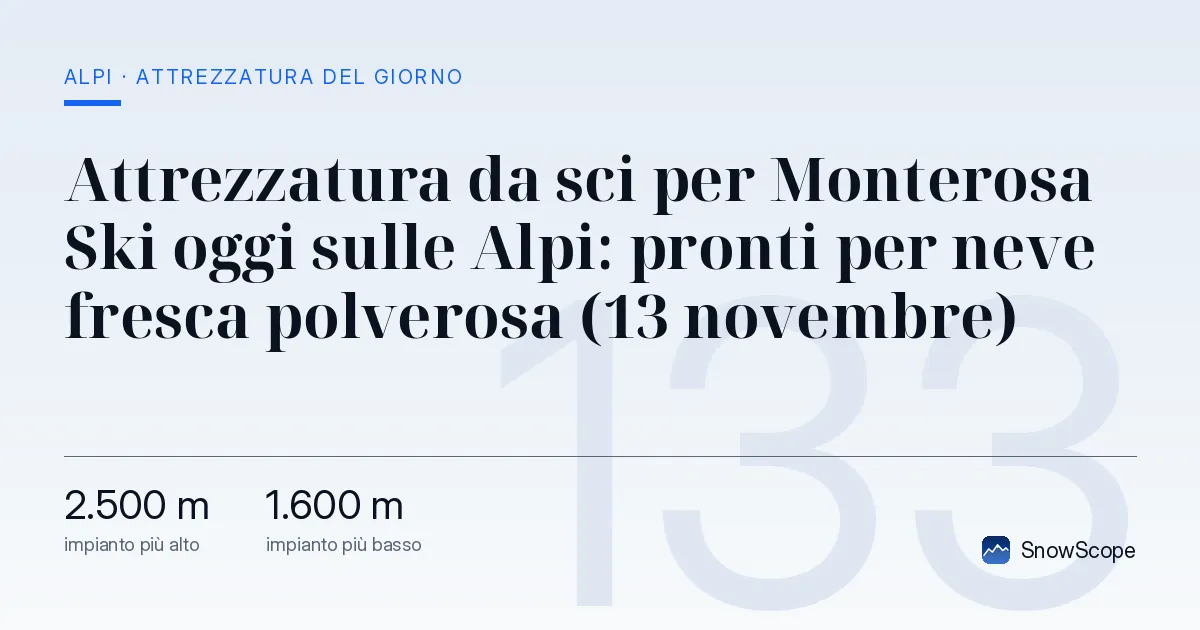 ALPI · ATTREZZATURA DEL GIORNO
Attrezzatura da sci per Monterosa
Ski oggi sulle Alpi: pronti per neve
fresca polverosa (13 novembre)
133
2.500 m
impianto più alto
1.600 m
impianto più basso
SnowScope